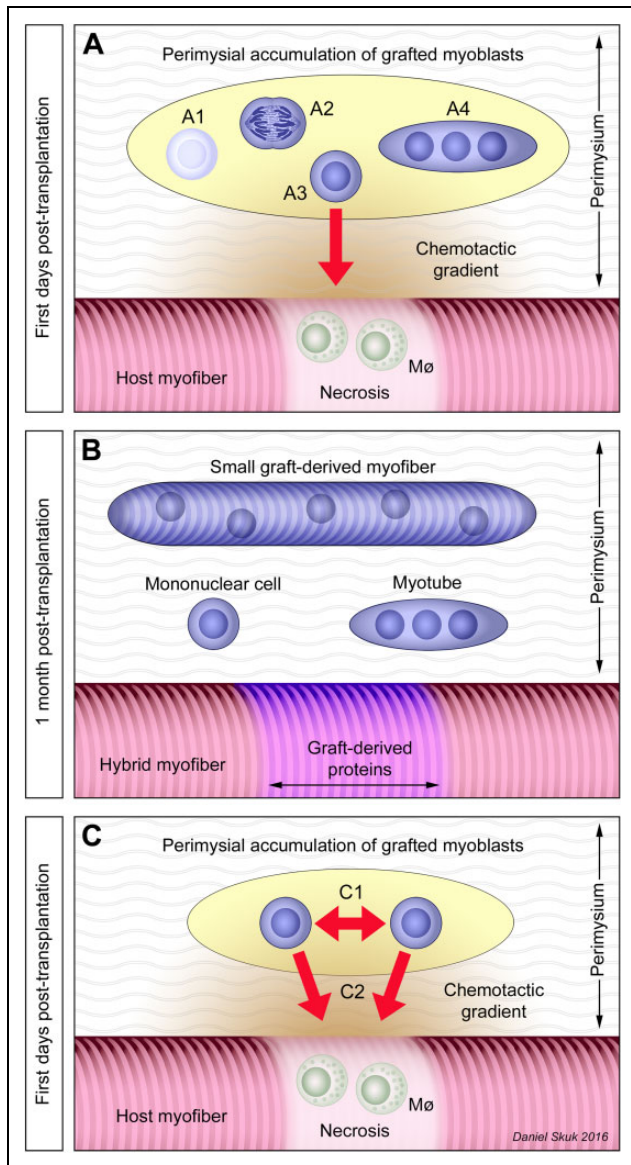 First days post-transplantation
A
Perimysial accumulation of grafted myoblasts
A1
A2
A3
A4
Perimysium
Chemotactic
gradient
Host myofiber
Mø
Necrosis
1 month post-transplantation
B
Small graft-derived myofiber
Mononuclear cell
Myotube
Perimysium
Hybrid myofiber
Graft-derived
proteins
First days post-transplantation
C
Perimysial accumulation of grafted myoblasts
C1
C2
Perimysium
Chemotactic
gradient
Host myofiber
Mø
Necrosis
Daniel Skuk 2016